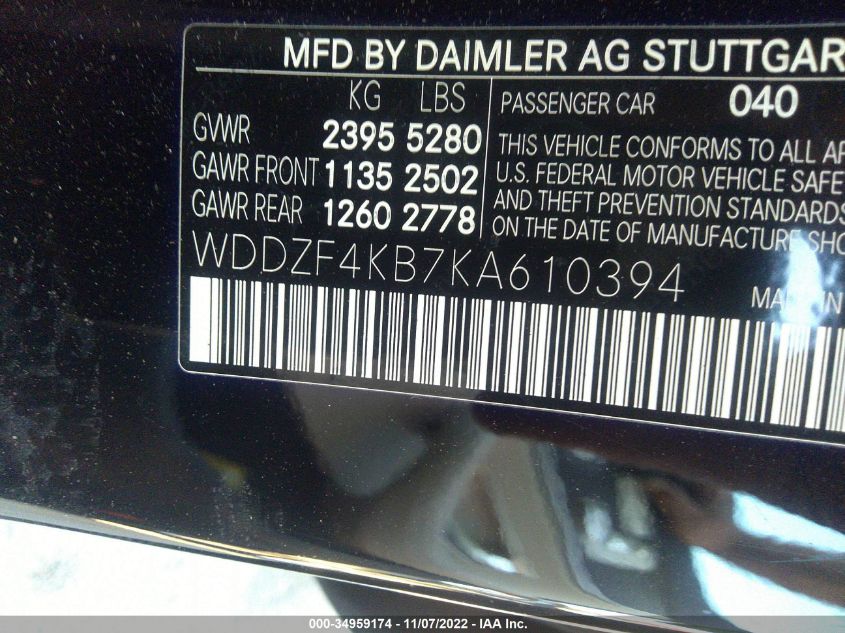 MFD BY DAIMLER AG STUTTGAR
KG LBS
GVWR 2395 5280
GAWR FRONT 1135 2502
GAWR REAR 1260 2778
PASSENGER CAR 040
THIS VEHICLE CONFORMS TO ALL AP
U.S. FEDERAL MOTOR VEHICLE SAFE
AND THEFT PREVENTION STANDARDS
ON THE DATE OF MANUFACTURE SHO
WDDZF4KB7KA610394
IN
000-34959174 - 11/07/2022 - IAA Inc.